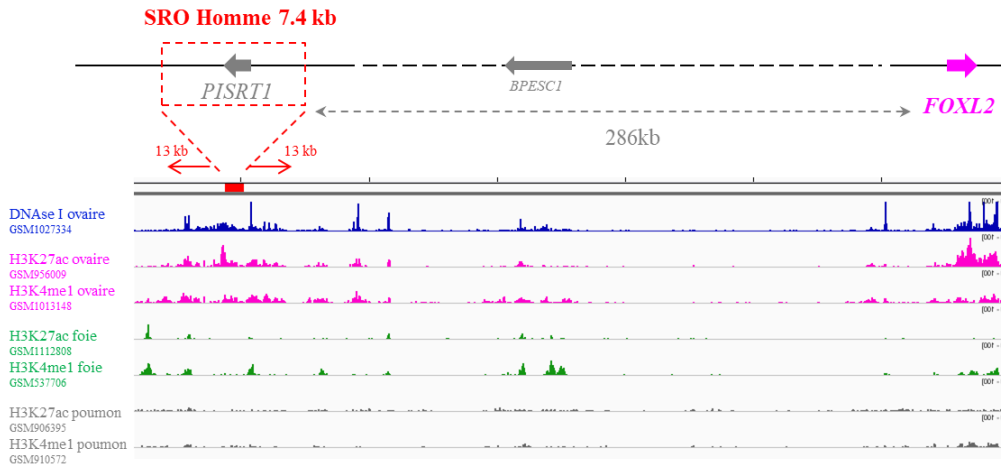 SRO Homme 7.4 kb
PISRT1
BPESC1
FOXL2
286kb
13 kb
13 kb
DNAse I ovaire
GSM1027334
H3K27ac ovaire
GSM956009
H3K4me1 ovaire
GSM1013148
H3K27ac foie
GSM1112808
H3K4me1 foie
GSM537706
H3K27ac poumon
GSM906395
H3K4me1 poumon
GSM910572